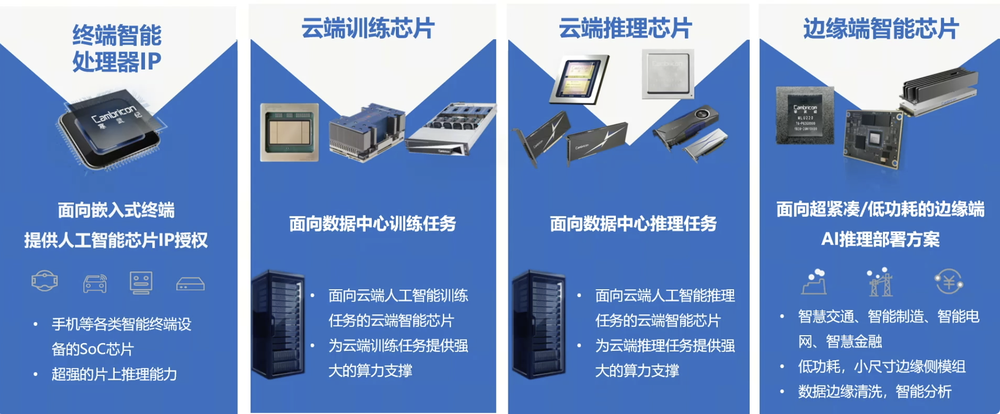 终端智能
处理器IP
Cambricon
寒武纪
面向嵌入式终端
提供人工智能芯片IP授权
• 手机等各类智能终端设
备的SoC芯片
• 超强的片上推理能力
云端训练芯片
Cambricon
面向数据中心训练任务
• 面向云端人工智能训练
任务的云端智能芯片
• 为云端训练任务提供强
大的算力支撑
云端推理芯片
Cambricon
Cambricon
Cambricon
Cambricon
面向数据中心推理任务
• 面向云端人工智能推理
任务的云端智能芯片
• 为云端推理任务提供强
大的算力支撑
边缘端智能芯片
Cambricon
Cambricon
寒武纪
MLU220
面向超紧凑/低功耗的边缘端
AI推理部署方案
¥
• 智慧交通、智能制造、智能电
网、智慧金融
• 低功耗，小尺寸边缘侧模组
• 数据边缘清洗，智能分析